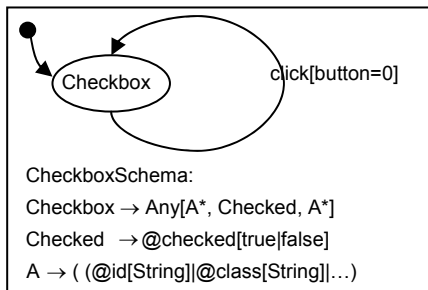 Checkbox
click[button=0]
CheckboxSchema:
Checkbox → Any[A*, Checked, A*]
Checked → @checked[true|false]
A → ( (@id[String]|@class[String]|…)